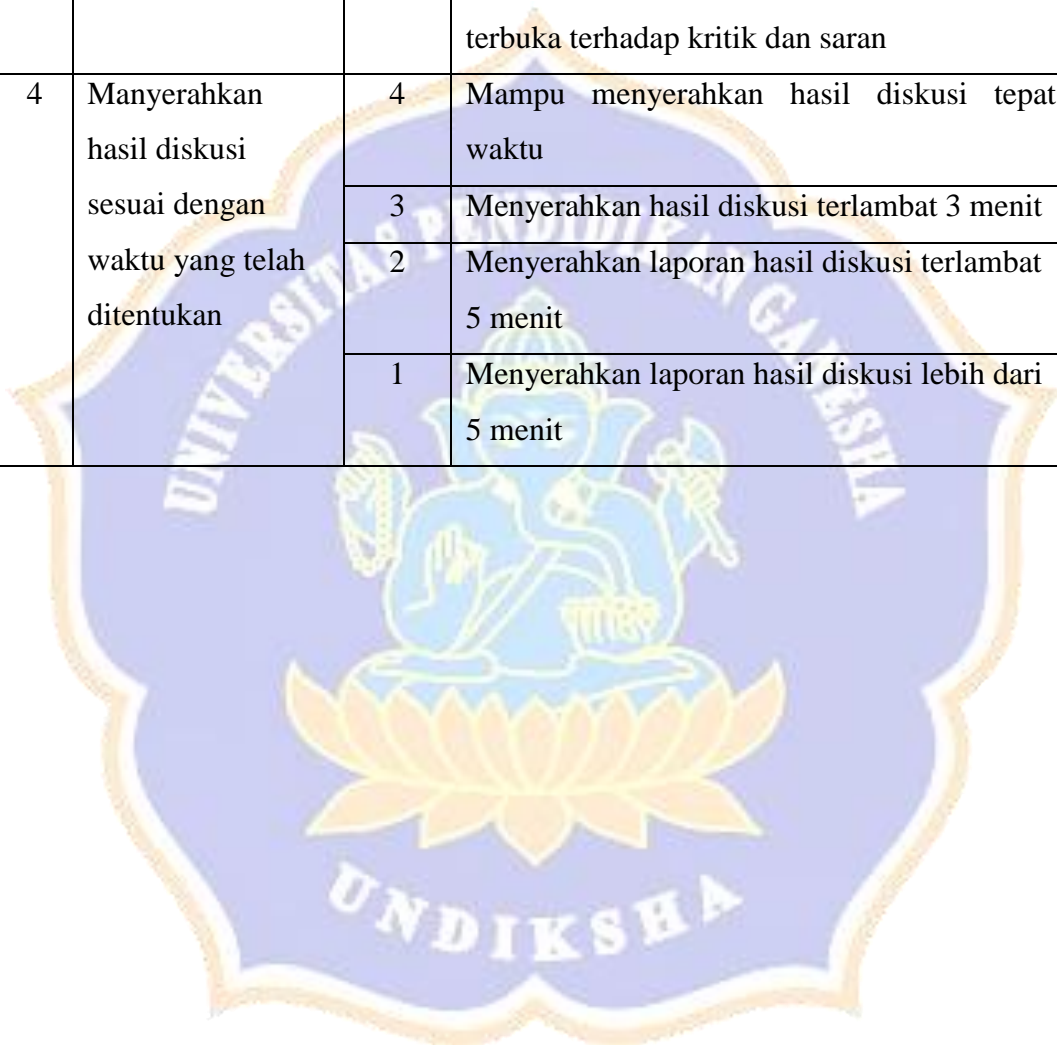 terbuka terhadap kritik dan saran
4 Manyerahkan hasil diskusi sesuai dengan waktu yang telah ditentukan
4 Mampu menyerahkan hasil diskusi tepat
waktu
3 Menyerahkan hasil diskusi terlambat 3 menit
2 Menyerahkan laporan hasil diskusi terlambat
5 menit
1 Menyerahkan laporan hasil diskusi lebih dari
5 menit
UNIVERSITAS PENDIDIKAN GANESHA
UNDIKSHA